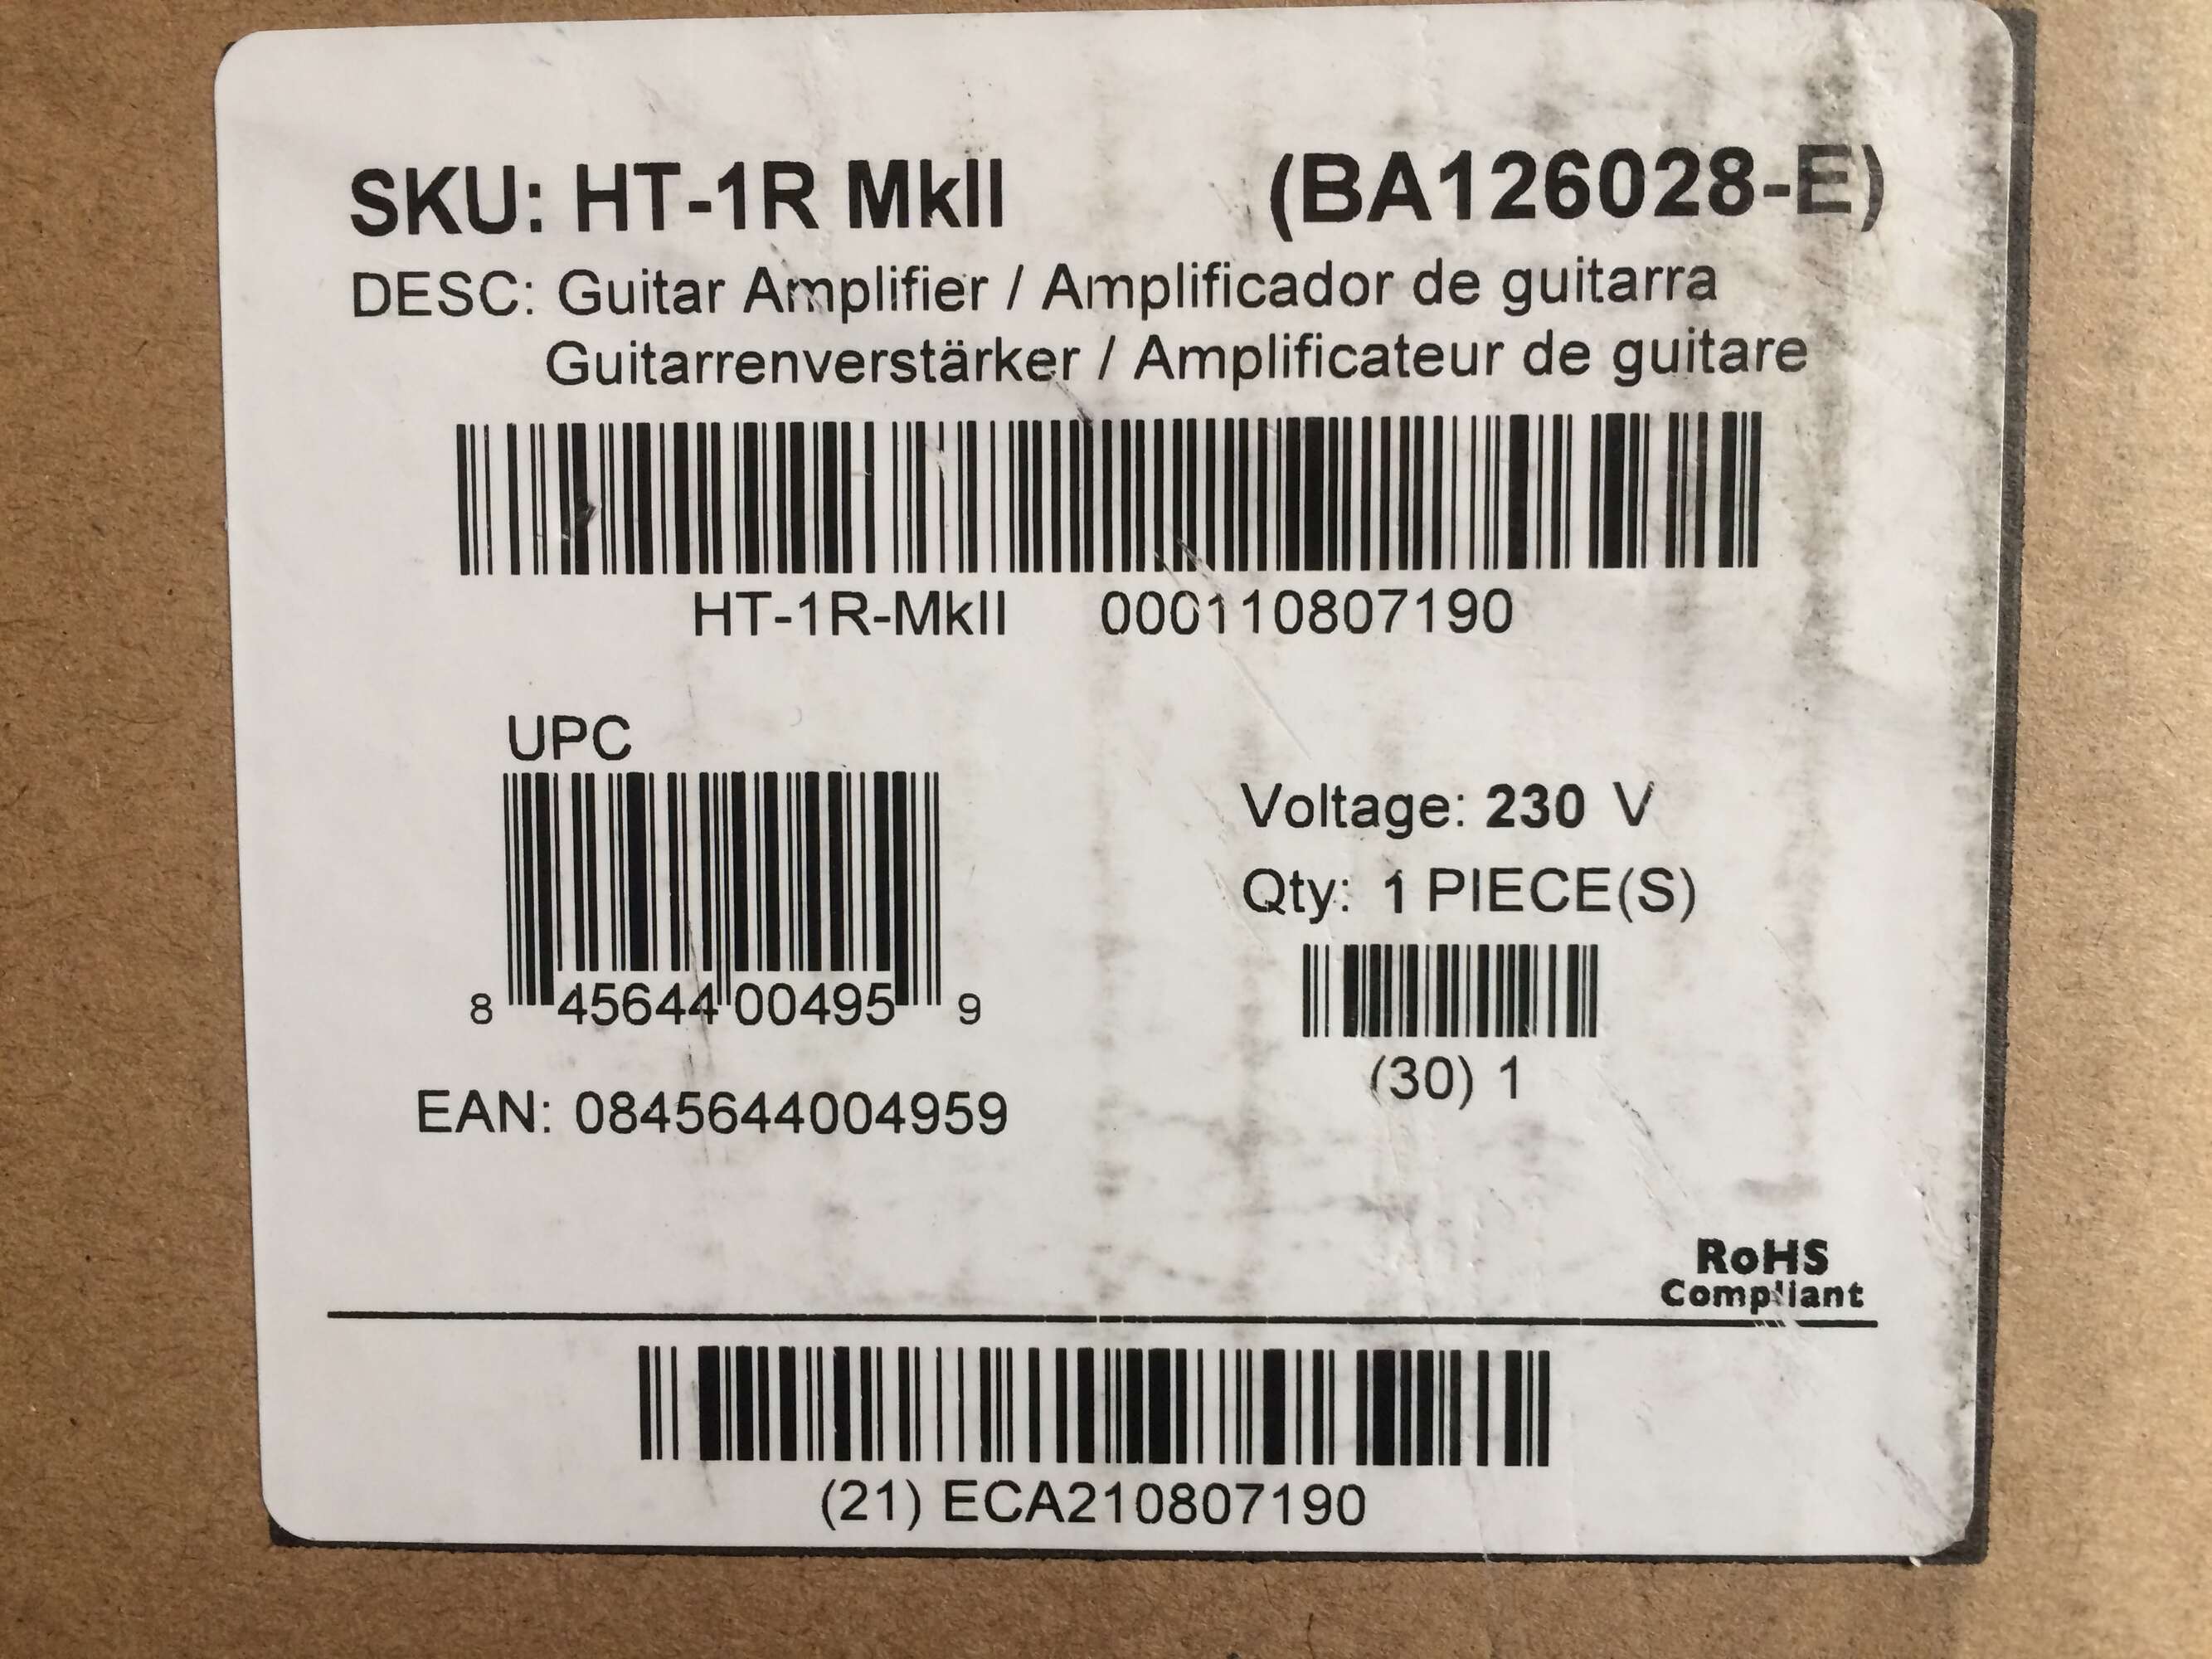 SKU: HT-1R MkII (BA126028-E)
DESC: Guitar Amplifier / Amplificador de guitarra
Guitarrenverstärker / Amplificateur de guitare
HT-1R-MkII 000110807190
UPC
8 45644 00495 9
EAN: 0845644004959
Voltage: 230 V
Qty: 1 PIECE(S)
(30) 1
RoHS
Compliant
(21) ECA210807190